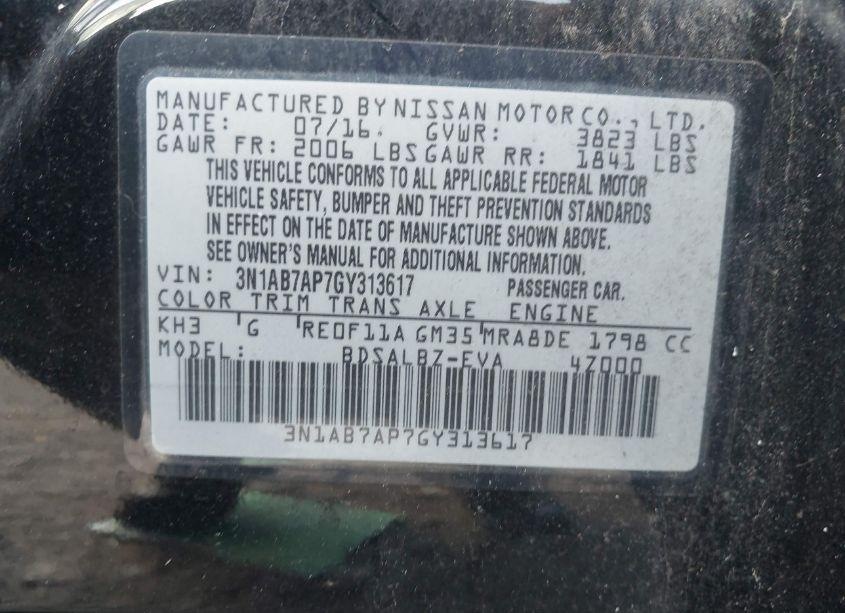 MANUFACTURED BY NISSAN MOTOR CO., LTD.
DATE: 07/16. GVWR: 3823 LBS
GAWR FR: 2006 LBS GAWR RR: 1841 LBS
THIS VEHICLE CONFORMS TO ALL APPLICABLE FEDERAL MOTOR
VEHICLE SAFETY, BUMPER AND THEFT PREVENTION STANDARDS
IN EFFECT ON THE DATE OF MANUFACTURE SHOWN ABOVE.
SEE OWNER'S MANUAL FOR ADDITIONAL INFORMATION.
VIN: 3N1AB7AP7GY313617 PASSENGER CAR.
COLOR TRIM TRANS AXLE ENGINE
KH3 G RE0F11A GM35 MRA8DE 1798 CC
MODEL: BDSALBZ-EVA 4Z000
3N1AB7AP7GY313617